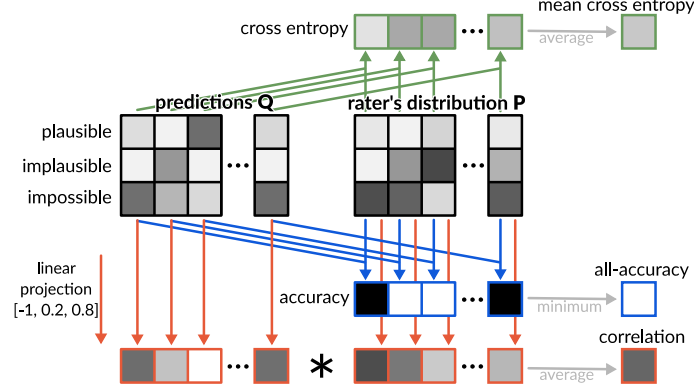 mean cross entropy
cross entropy
average
predictions Q
rater's distribution P
plausible
implausible
impossible
linear
projection
[-1, 0.2, 0.8]
accuracy
all-accuracy
minimum
correlation
*
average